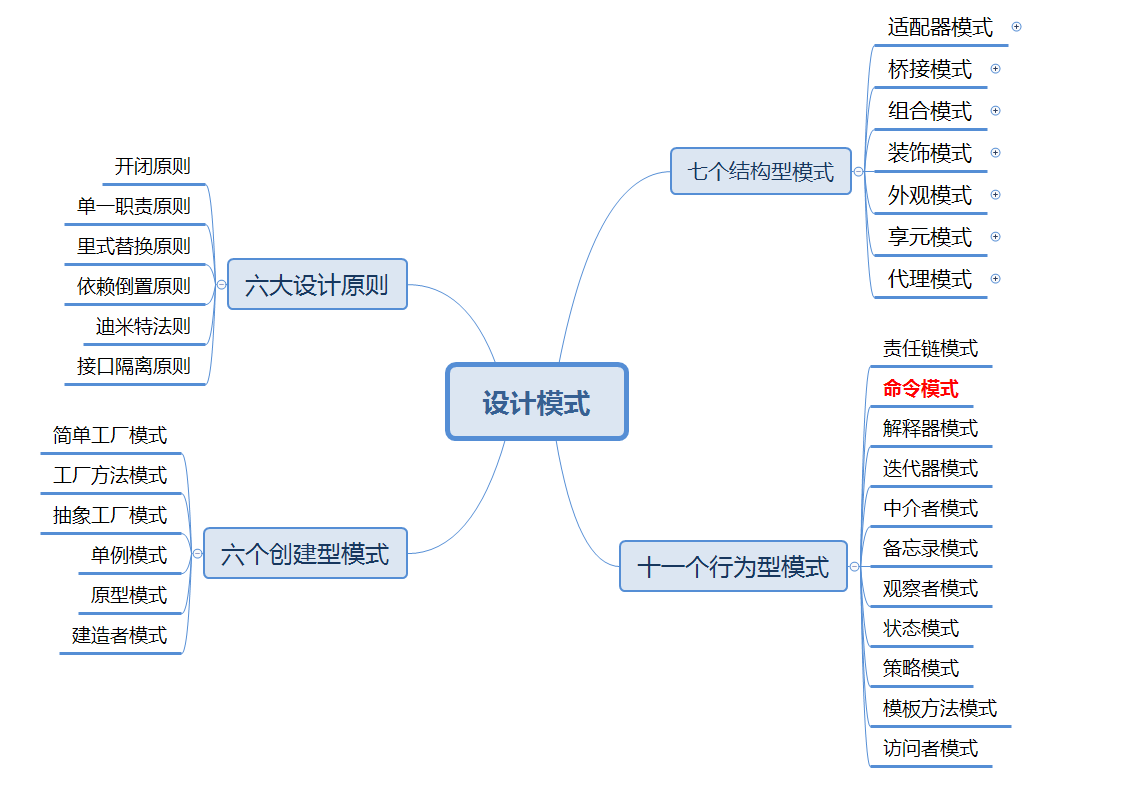 设计模式
六大设计原则
开闭原则
单一职责原则
里式替换原则
依赖倒置原则
迪米特法则
接口隔离原则
六个创建型模式
简单工厂模式
工厂方法模式
抽象工厂模式
单例模式
原型模式
建造者模式
七个结构型模式
适配器模式
桥接模式
组合模式
装饰模式
外观模式
享元模式
代理模式
十一个行为型模式
责任链模式
命令模式
解释器模式
迭代器模式
中介者模式
备忘录模式
观察者模式
状态模式
策略模式
模板方法模式
访问者模式